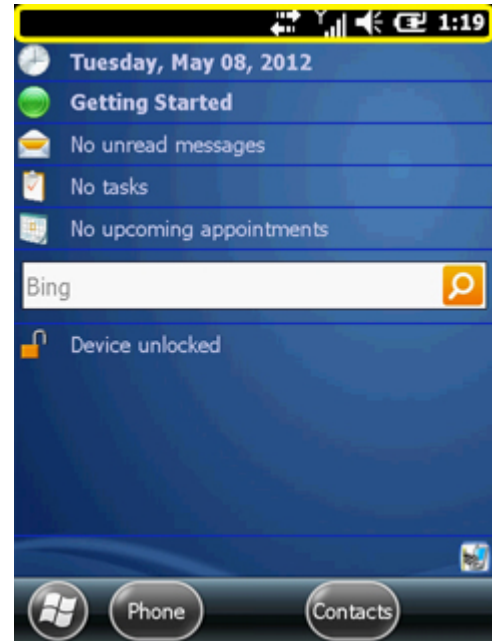 1:19
Tuesday, May 08, 2012
Getting Started
No unread messages
No tasks
No upcoming appointments
Bing
Device unlocked
Phone
Contacts